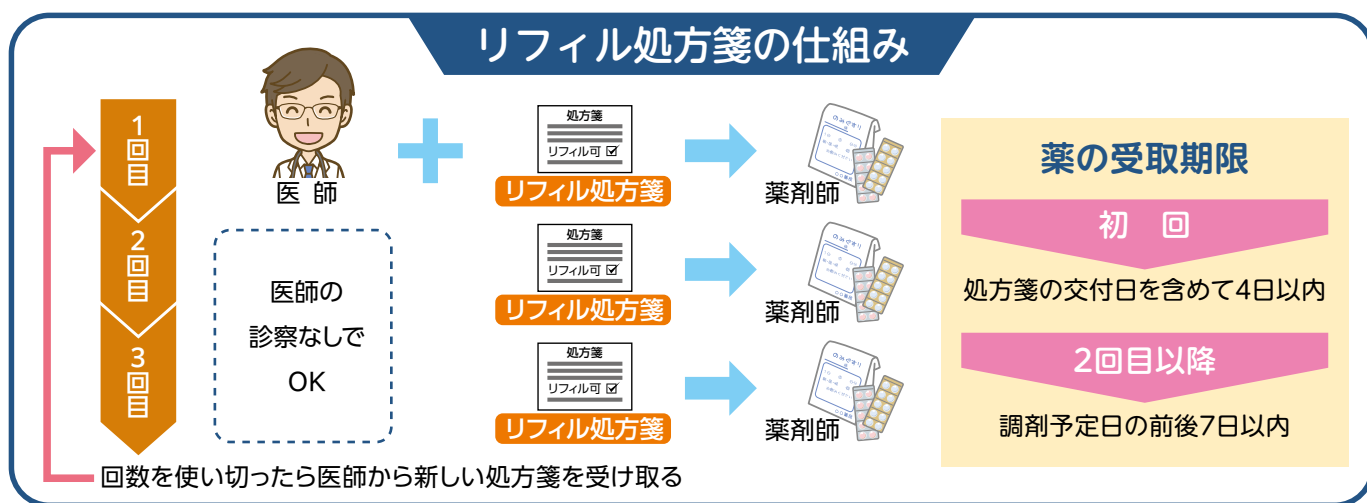 リフィル処方箋の仕組み
1回目
医 師
処方箋
リフィル可
リフィル処方箋
薬剤師
2回目
医師の
診察なしで
OK
処方箋
リフィル可
リフィル処方箋
薬剤師
3回目
処方箋
リフィル可
リフィル処方箋
薬剤師
回数を使い切ったら医師から新しい処方箋を受け取る
薬の受取期限
初 回
処方箋の交付日を含めて4日以内
2回目以降
調剤予定日の前後7日以内